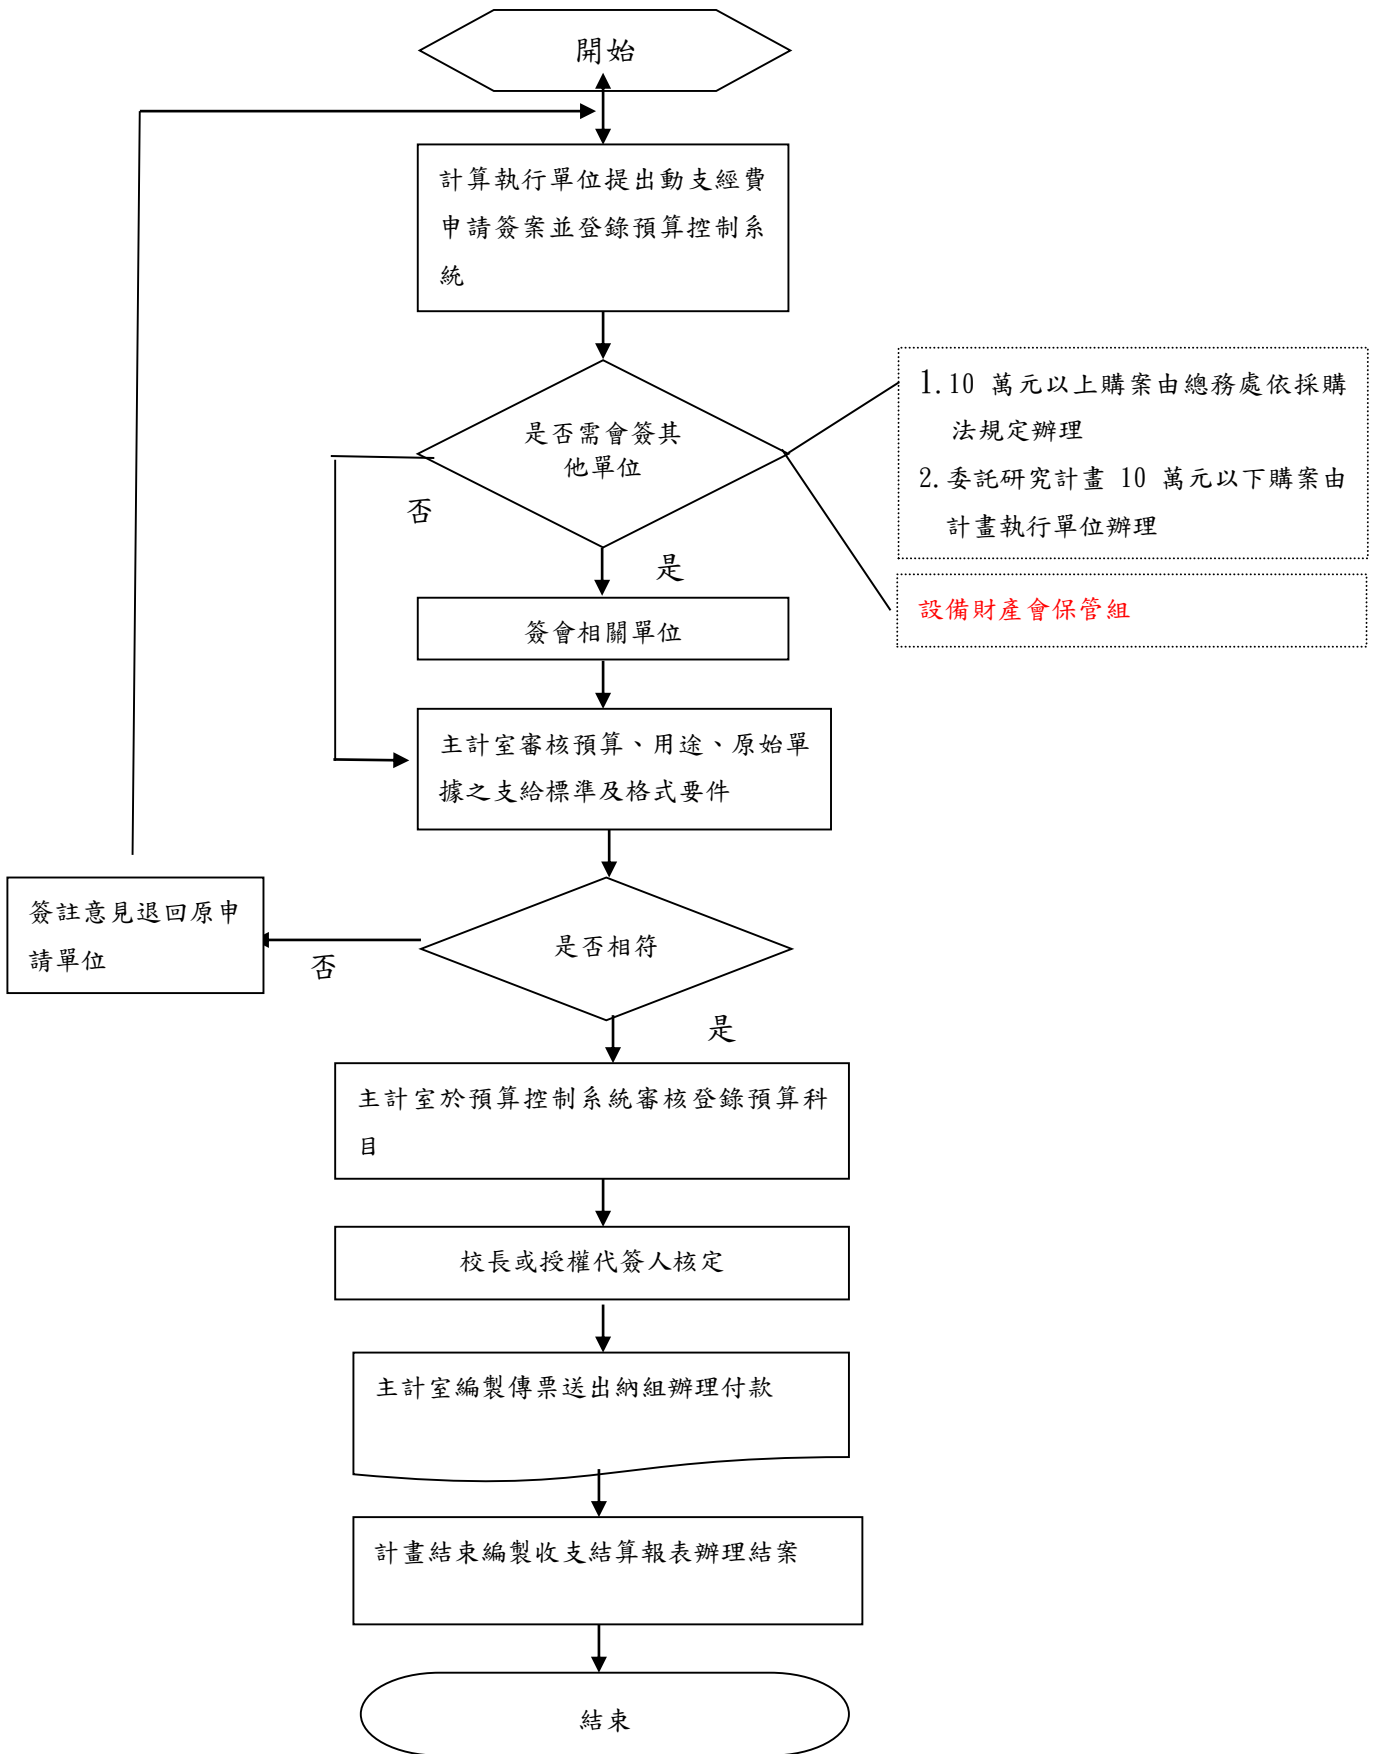 開始
計算執行單位提出動支經費
申請簽案並登錄預算控制系
統
是否需會簽其
他單位
1.10 萬元以上購案由總務處依採購
法規定辦理
2.委託研究計畫 10 萬元以下購案由
計畫執行單位辦理
否
是
設備財產會保管組
簽會相關單位
主計室審核預算、用途、原始單
據之支給標準及格式要件
簽註意見退回原申
請單位
否
是否相符
是
主計室於預算控制系統審核登錄預算科
目
校長或授權代簽人核定
主計室編製傳票送出納組辦理付款
計畫結束編製收支結算報表辦理結案
結束